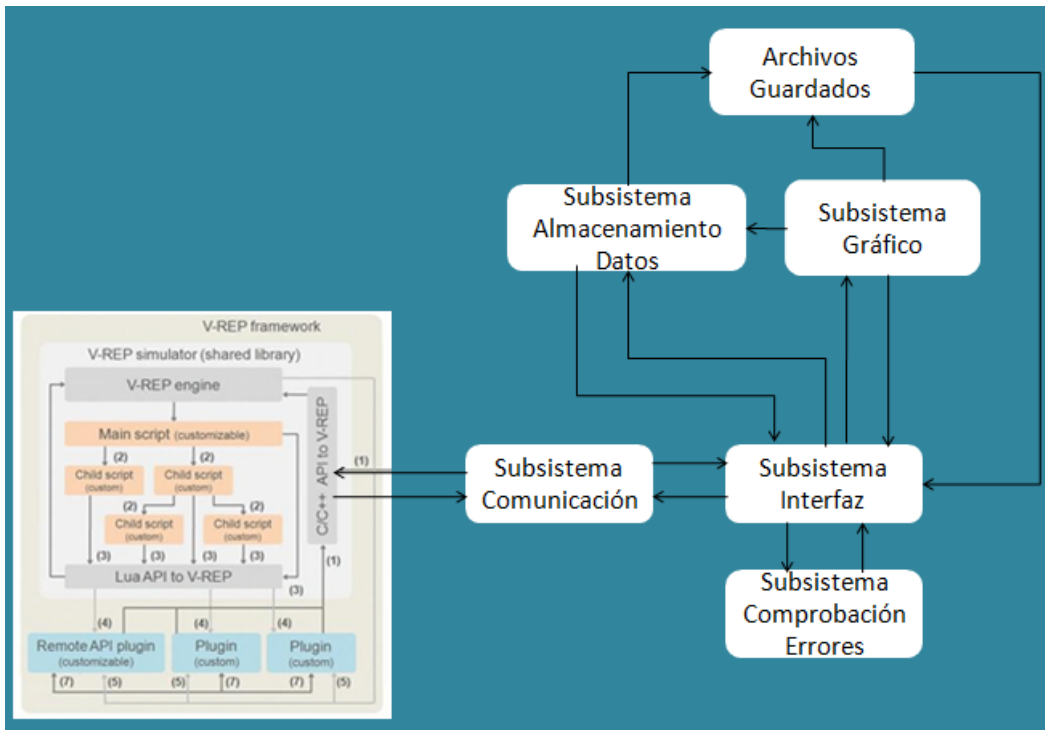 Archivos
Guardados
Subsistema
Almacenamiento
Datos
Subsistema
Gráfico
V-REP framework
V-REP simulator (shared library)
V-REP engine
Main script (customizable)
C/C++ API to V-REP
(1)
(2)
(2)
Child script
(custom)
Child script
(custom)
(2)
(2)
Child script
(custom)
Child script
(custom)
(3)
(3)
(3)
(3)
(1)
Lua API to V-REP
(3)
(4)
(4)
(4)
Remote API plugin
(customizable)
Plugin
(custom)
Plugin
(custom)
(7)
(5)
(5)
(7)
(7)
(5)
Subsistema
Comunicación
Subsistema
Interfaz
Subsistema
Comprobación
Errores